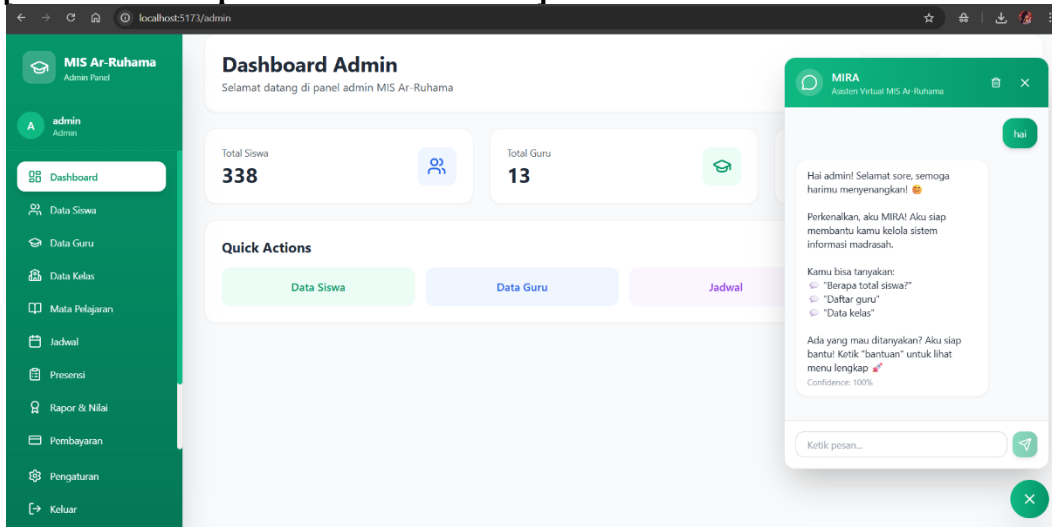 localhost:5173/admin
MIS Ar-Ruhama
Admin Panel
A
admin
Admin
Dashboard
Data Siswa
Data Guru
Data Kelas
Mata Pelajaran
Jadwal
Presensi
Rapor & Nilai
Pembayaran
Pengaturan
Keluar
Dashboard Admin
Selamat datang di panel admin MIS Ar-Ruhama
Total Siswa
338
Total Guru
13
Quick Actions
Data Siswa
Data Guru
Jadwal
MIRA
Asisten Virtual MIS Ar-Ruhama
hai
Hai admin! Selamat sore, semoga
harimu menyenangkan! 😊
Perkenalkan, aku MIRA! Aku siap
membantu kamu kelola sistem
informasi madrasah.
Kamu bisa tanyakan:
💬 "Berapa total siswa?"
💬 "Daftar guru"
💬 "Data kelas"
Ada yang mau ditanyakan? Aku siap
bantu! Ketik "bantuan" untuk lihat
menu lengkap 🚀
Confidence: 100%
Ketik pesan...